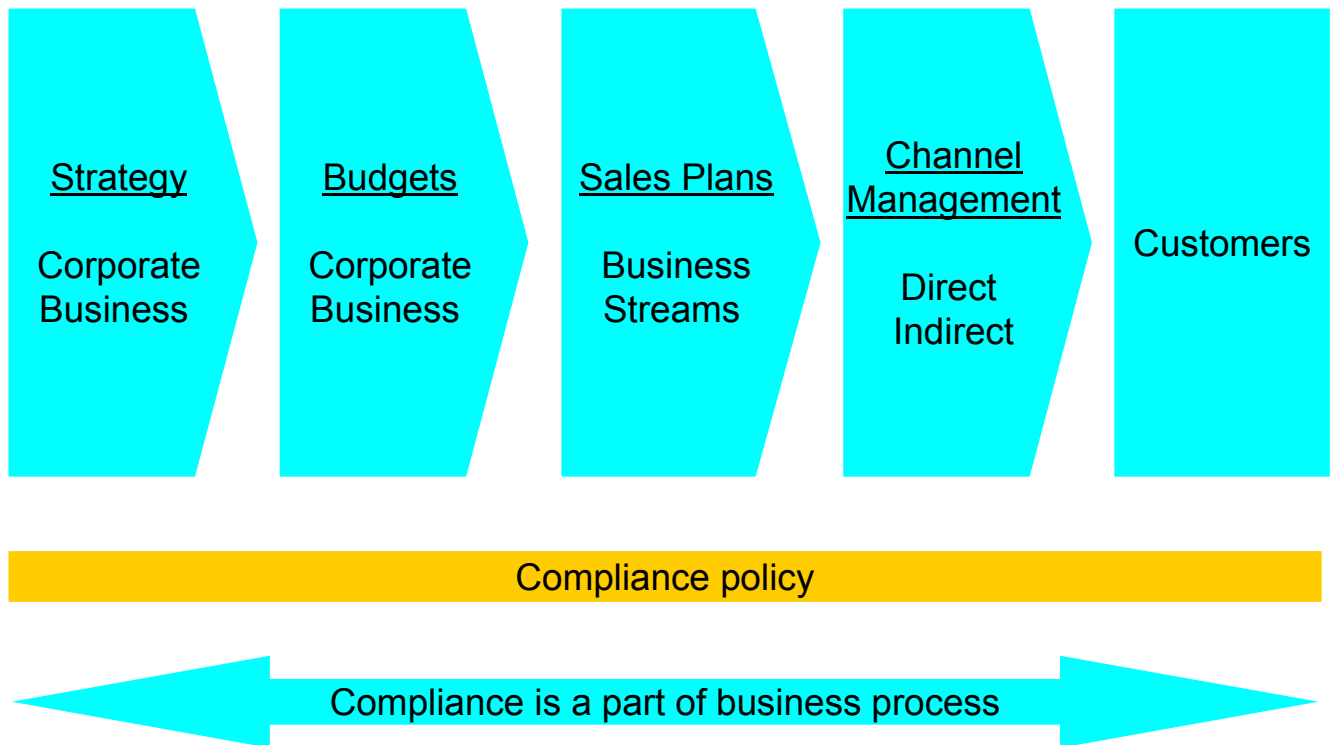 Strategy
Corporate
Business
Budgets
Corporate
Business
Sales Plans
Business
Streams
Channel
Management
Direct
Indirect
Customers
Compliance policy
Compliance is a part of business process